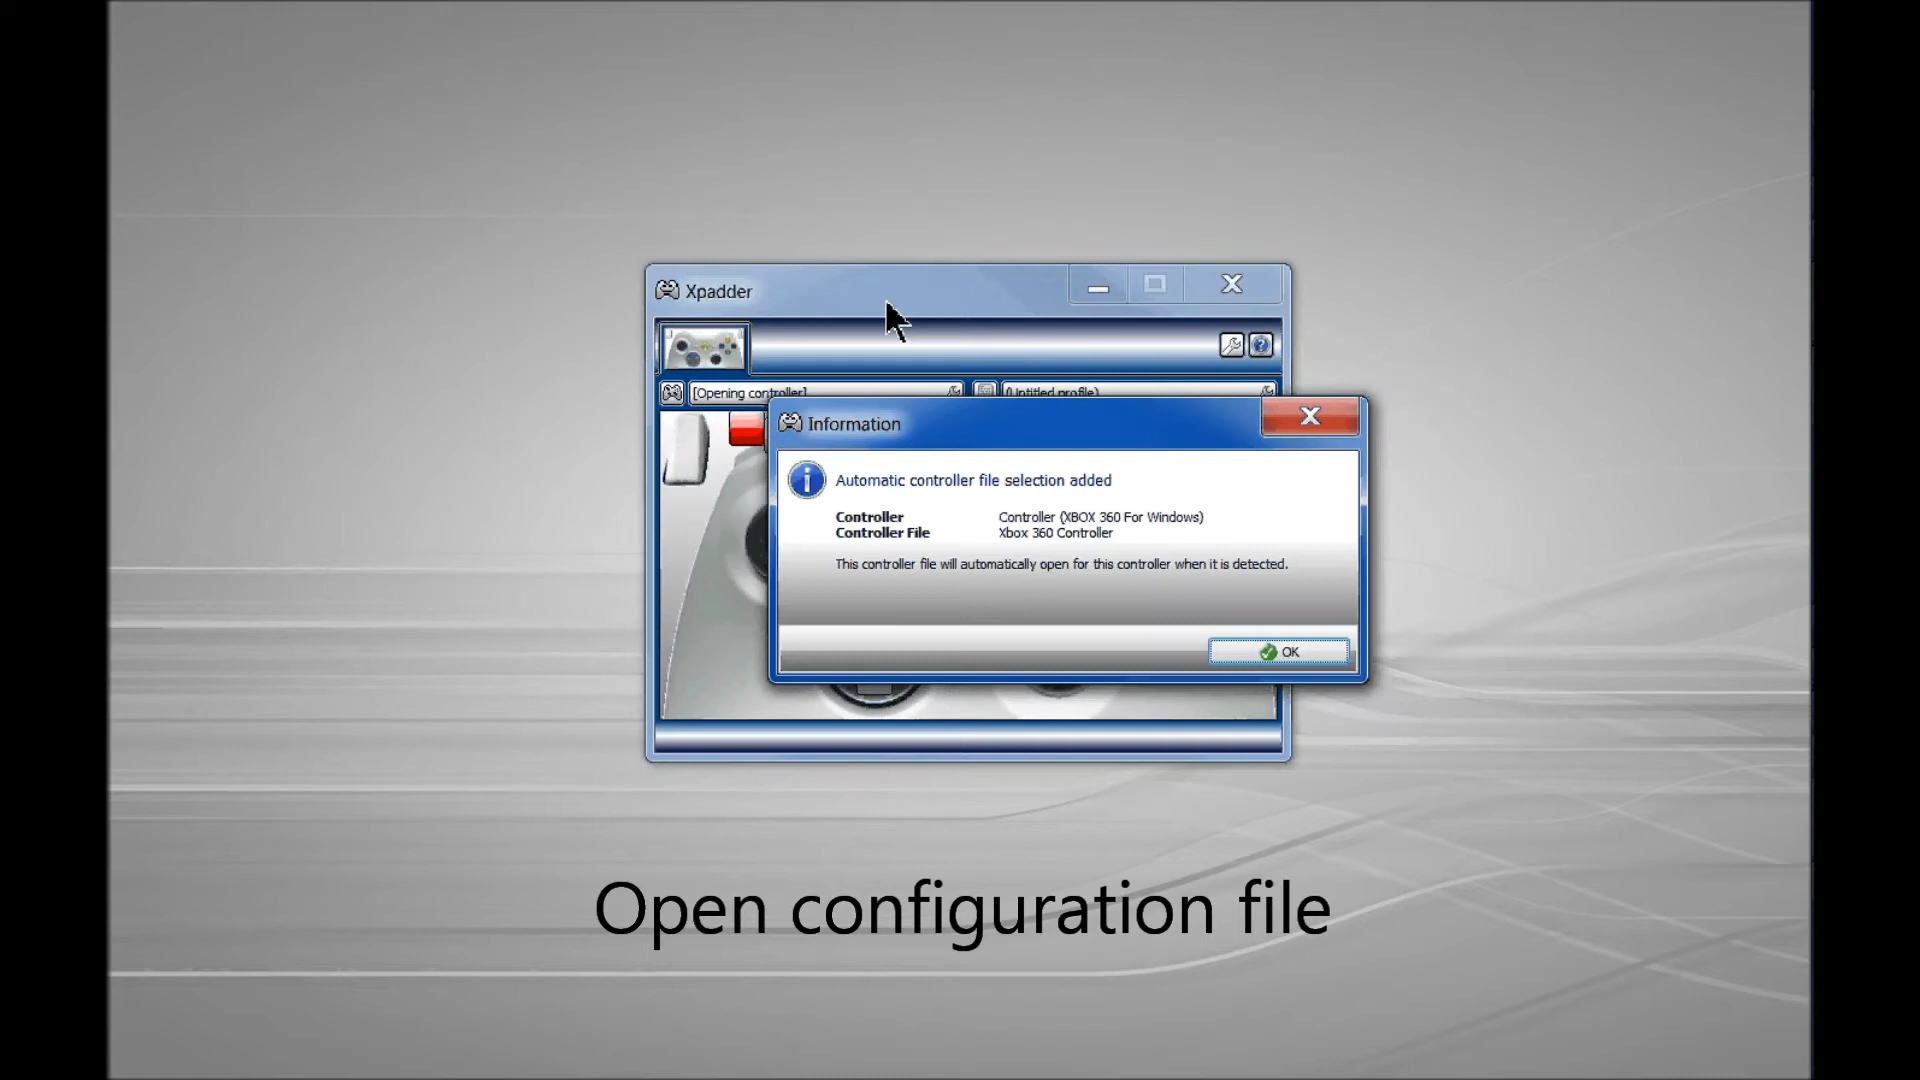 Xpadder
[Opening controller]
(Untitled profile)
Information
Automatic controller file selection added
Controller Controller (XBOX 360 For Windows)
Controller File Xbox 360 Controller
This controller file will automatically open for this controller when it is detected.
OK
Open configuration file